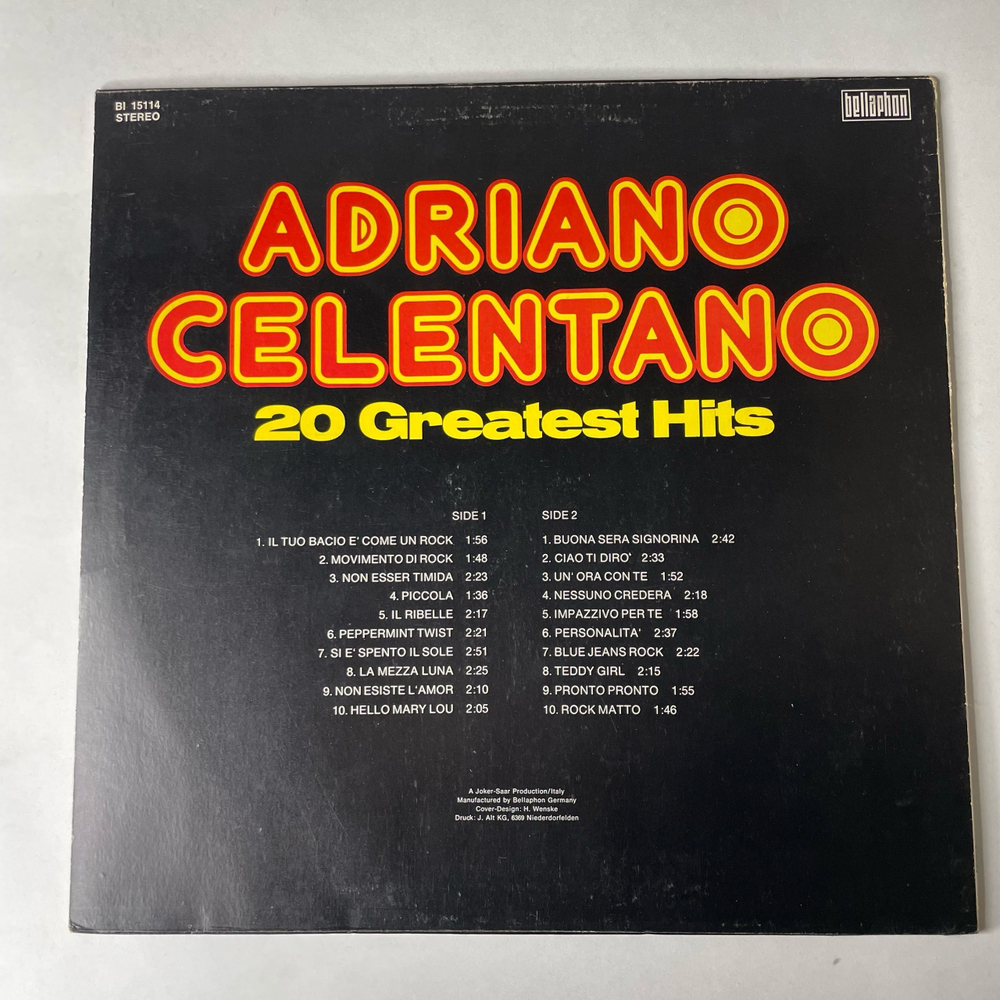 BI 15114
STEREO
bellaphon
ADRIANO
CELENTANO
20 Greatest Hits
SIDE 1
1. IL TUO BACIO E' COME UN ROCK 1:56
2. MOVIMENTO DI ROCK 1:48
3. NON ESSER TIMIDA 2:23
4. PICCOLA 1:36
5. IL RIBELLE 2:17
6. PEPPERMINT TWIST 2:21
7. SI E' SPENTO IL SOLE 2:51
8. LA MEZZA LUNA 2:25
9. NON ESISTE L'AMOR 2:10
10. HELLO MARY LOU 2:05
SIDE 2
1. BUONA SERA SIGNORINA 2:42
2. CIAO TI DIRO' 2:33
3. UN' ORA CON TE 1:52
4. NESSUNO CREDERA 2:18
5. IMPAZZIVO PER TE 1:58
6. PERSONALITA' 2:37
7. BLUE JEANS ROCK 2:22
8. TEDDY GIRL 2:15
9. PRONTO PRONTO 1:55
10. ROCK MATTO 1:46
A Joker-Saar Production/Italy
Manufactured by Bellaphon Germany
Cover-Design: H. Wenske
Druck: J. Alt KG, 6369 Niederdorfelden